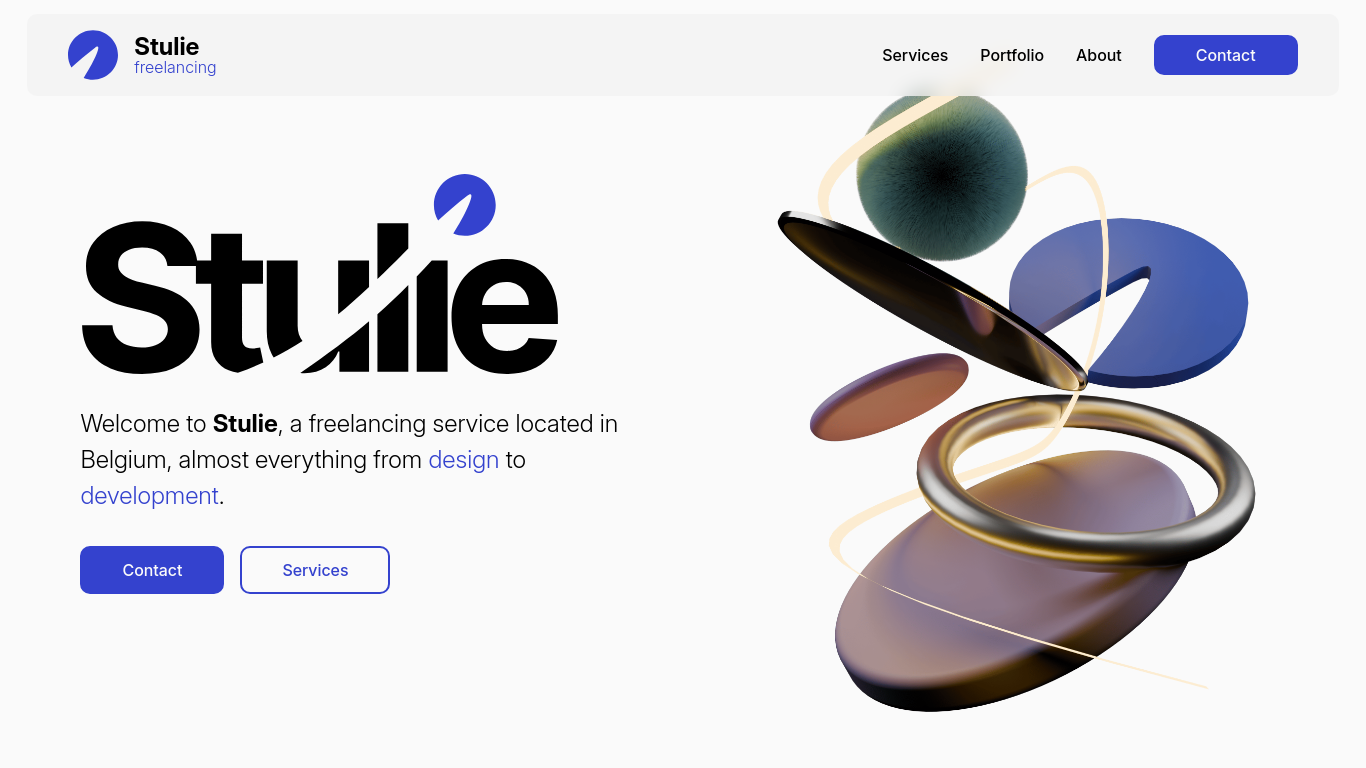 Stulie
freelancing
Services
Portfolio
About
Contact
Stulie
Welcome to Stulie, a freelancing service located in
Belgium, almost everything from design to
development.
Contact
Services